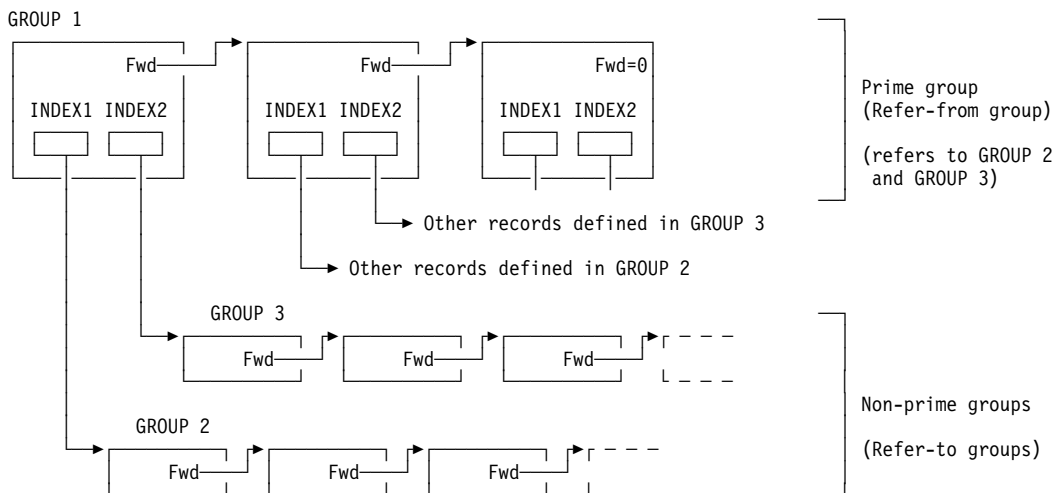 GROUP 1
Fwd Fwd Fwd=0
INDEX1 INDEX2 INDEX1 INDEX2 INDEX1 INDEX2
Prime group
(Refer-from group)
(refers to GROUP 2
and GROUP 3)
Other records defined in GROUP 3
Other records defined in GROUP 2
GROUP 3
Fwd Fwd Fwd
Non-prime groups
(Refer-to groups)
GROUP 2
Fwd Fwd Fwd